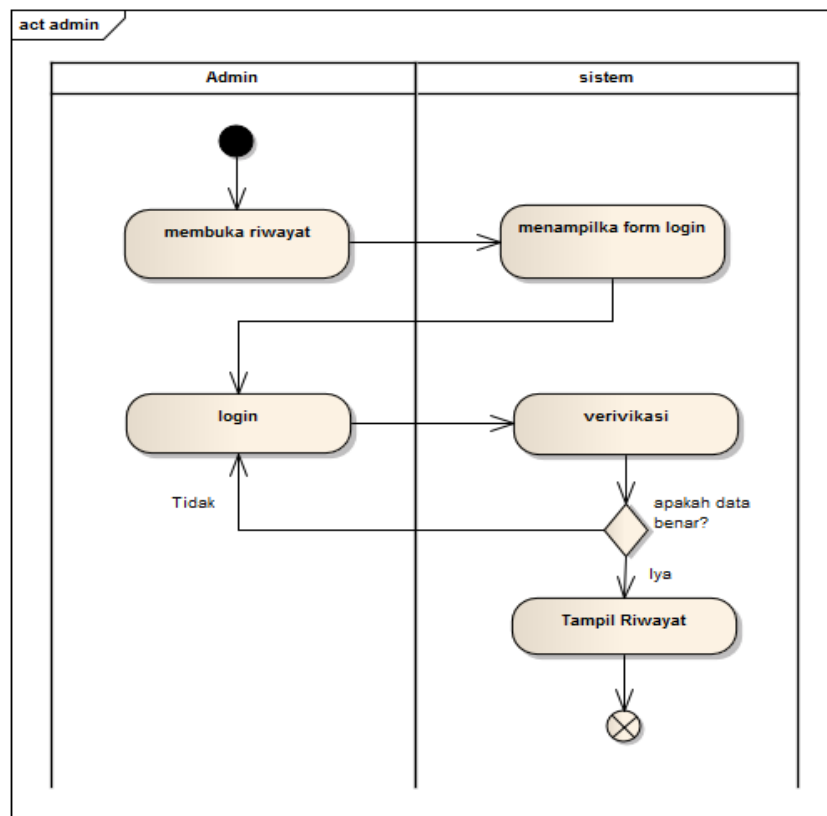 act admin
Admin
sistem
membuka riwayat
menampilka form login
login
verivikasi
Tidak
apakah data
benar?
Iya
Tampil Riwayat